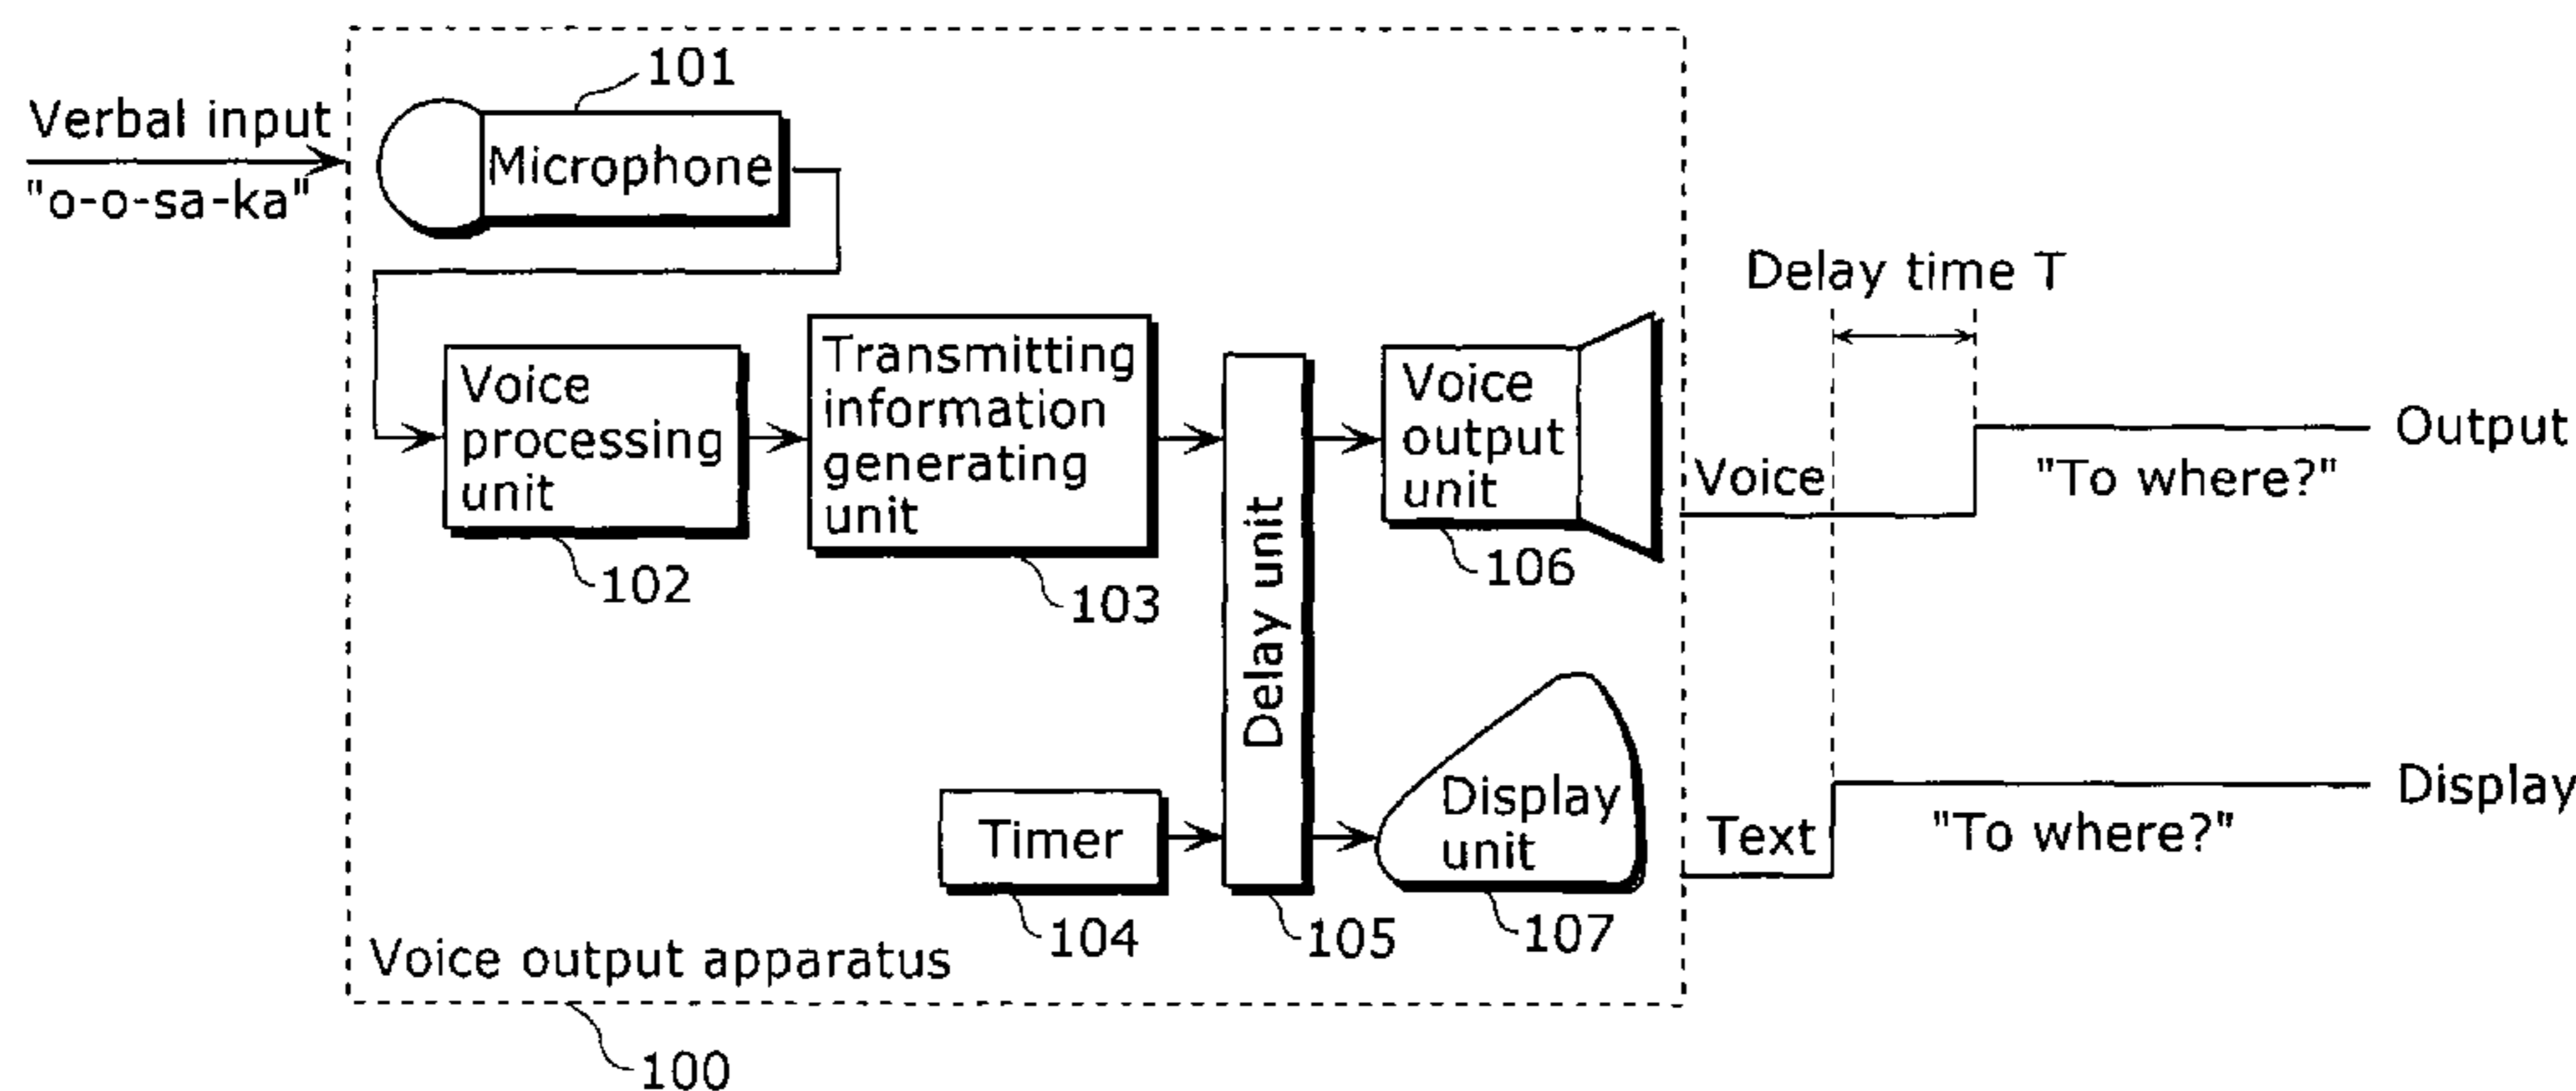 101
Verbal input
"o-o-sa-ka"
Microphone
Delay time T
Voice
processing
unit
102
Transmitting
information
generating
unit
103
Delay unit
105
Voice
output
unit
106
Voice
Output
"To where?"
Timer
104
Display
unit
107
Text
Display
"To where?"
Voice output apparatus
100